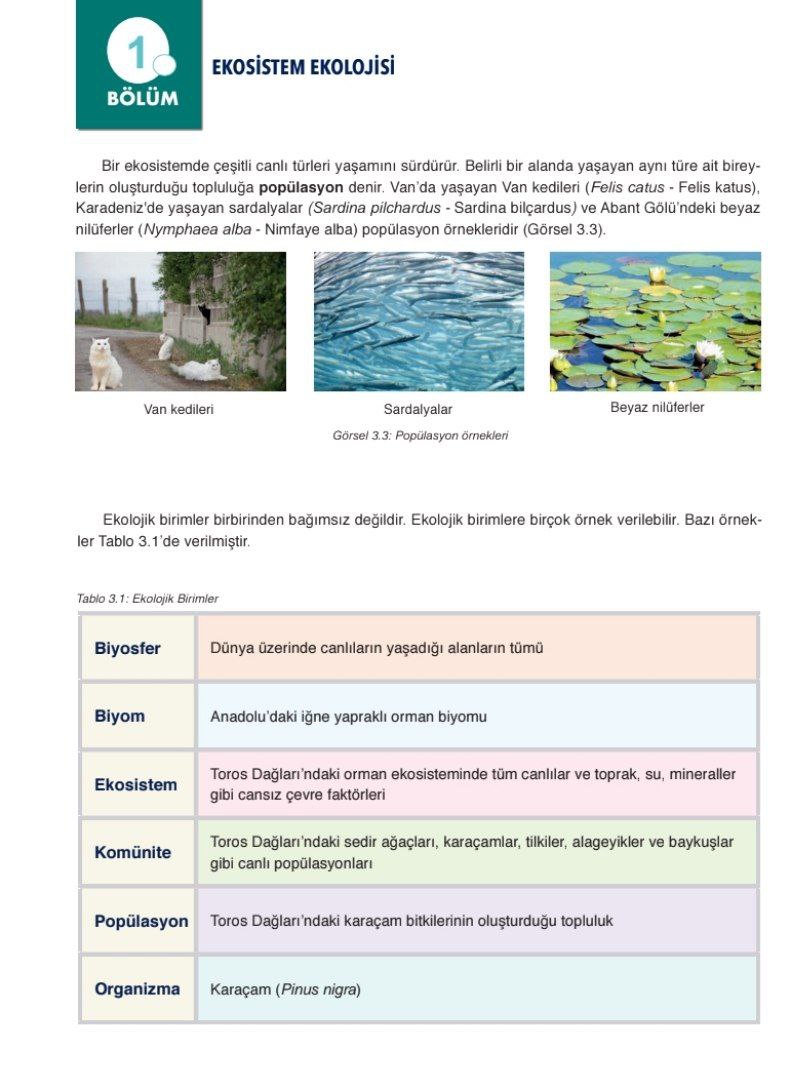 1.
BÖLÜM
EKOSİSTEM EKOLOJİSİ
Bir ekosistemde çeşitli canlı türleri yaşamını sürdürür. Belirli bir alanda yaşayan aynı türe ait birey-
lerin oluşturduğu topluluğa popülasyon denir. Van’da yaşayan Van kedileri (Felis catus - Felis katus),
Karadeniz'de yaşayan sardalyalar (Sardina pilchardus - Sardina bilçardus) ve Abant Gölü’ndeki beyaz
nilüferler (Nymphaea alba - Nimfaye alba) popülasyon örnekleridir (Görsel 3.3).
Van kedileri
Sardalyalar
Beyaz nilüferler
Görsel 3.3: Popülasyon örnekleri
Ekolojik birimler birbirinden bağımsız değildir. Ekolojik birimlere birçok örnek verilebilir. Bazı örnek-
ler Tablo 3.1’de verilmiştir.
Tablo 3.1: Ekolojik Birimler
Biyosfer
Dünya üzerinde canlıların yaşadığı alanların tümü
Biyom
Anadolu’daki iğne yapraklı orman biyomu
Ekosistem
Toros Dağları’ndaki orman ekosisteminde tüm canlılar ve toprak, su, mineraller
gibi cansız çevre faktörleri
Komünite
Toros Dağları’ndaki sedir ağaçları, karaçamlar, tilkiler, alageyikler ve baykuşlar
gibi canlı popülasyonları
Popülasyon
Toros Dağları’ndaki karaçam bitkilerinin oluşturduğu topluluk
Organizma
Karaçam (Pinus nigra)